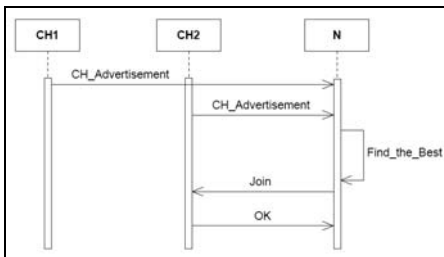 CH1
CH2
N
CH_Advertisement
CH_Advertisement
Find_the_Best
Join
OK